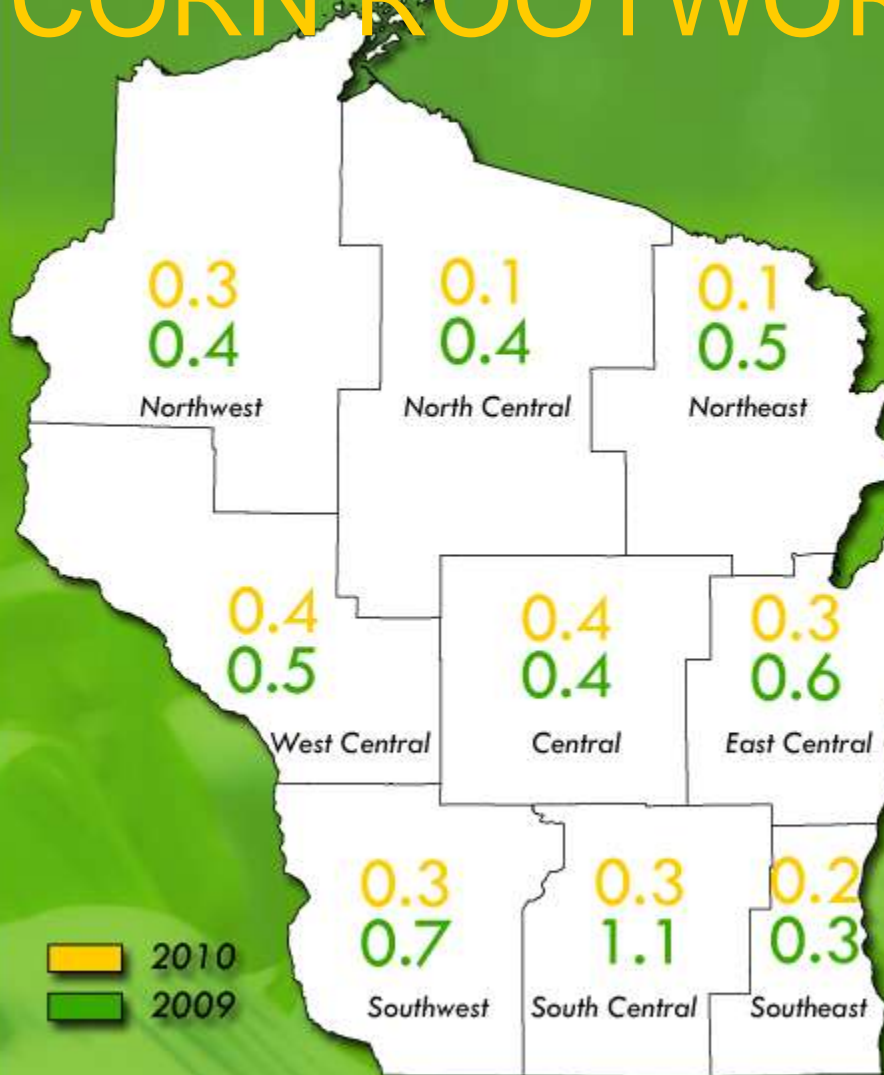 CORN ROOTWOR
0.3
0.4
Northwest
0.1
0.4
North Central
0.1
0.5
Northeast
0.4
0.5
West Central
0.4
0.4
Central
0.3
0.6
East Central
0.3
0.7
Southwest
0.3
1.1
South Central
0.2
0.3
Southeast
2010
2009